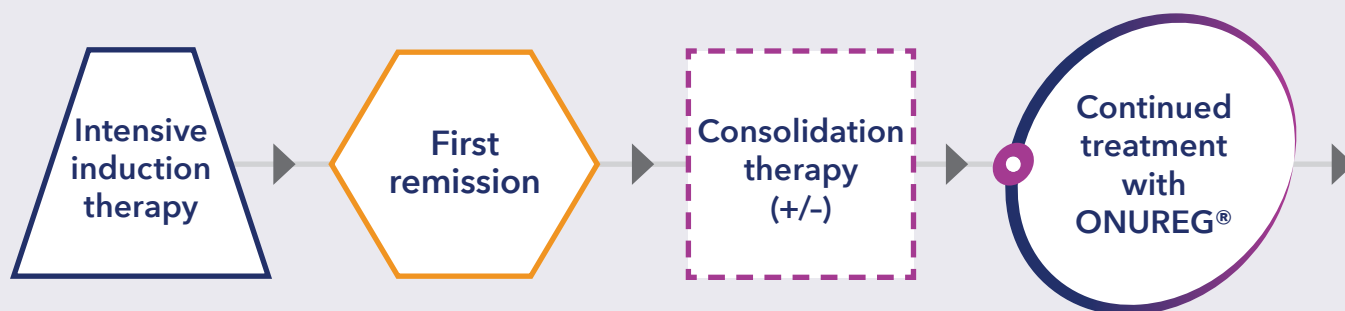 Intensive
induction
therapy
First
remission
Consolidation
therapy
(+/–)
Continued
treatment
with
ONUREG®